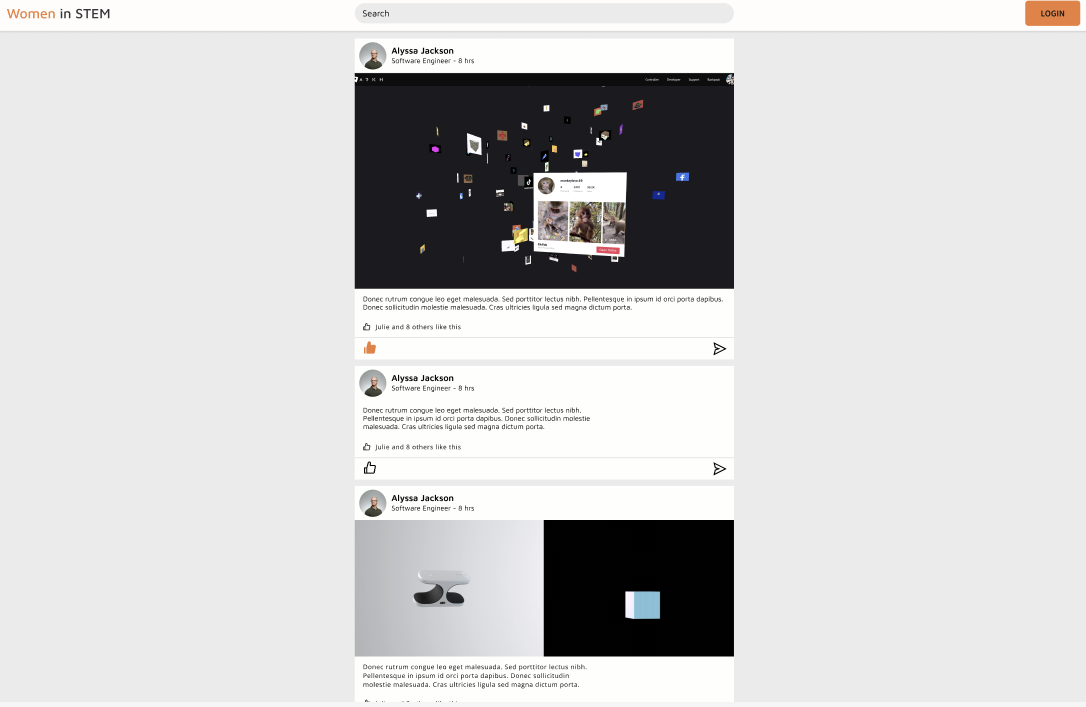 Women in STEM
Search
LOGIN
Alyssa Jackson
Software Engineer - 8 hrs
Developer
Support
Donec rutrum congue leo eget malesuada. Sed porttitor lectus nibh. Pellentesque in ipsum id orci porta dapibus.
Donec sollicitudin molestie malesuada. Cras ultricies ligula sed magna dictum porta.
Julie and 8 others like this
Alyssa Jackson
Software Engineer - 8 hrs
Donec rutrum congue leo eget malesuada. Sed porttitor lectus nibh.
Pellentesque in ipsum id orci porta dapibus. Donec sollicitudin molestie
malesuada. Cras ultricies ligula sed magna dictum porta.
Julie and 8 others like this
Alyssa Jackson
Software Engineer - 8 hrs
Donec rutrum congue leo eget malesuada. Sed porttitor lectus nibh.
Pellentesque in ipsum id orci porta dapibus. Donec sollicitudin
molestie malesuada. Cras ultricies ligula sed magna dictum porta.